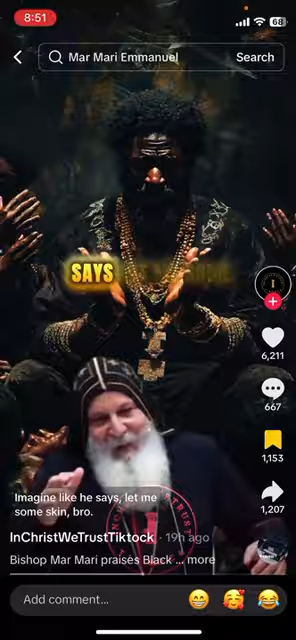 8:51
68
Mar Mari Emmanuel
Search
SAYS
6,211
667
1,153
1,207
Imagine like he says, let me
some skin, bro.
InChristWeTrustTiktock · 19h ago
Bishop Mar Mari praises Black ... more
Add comment...